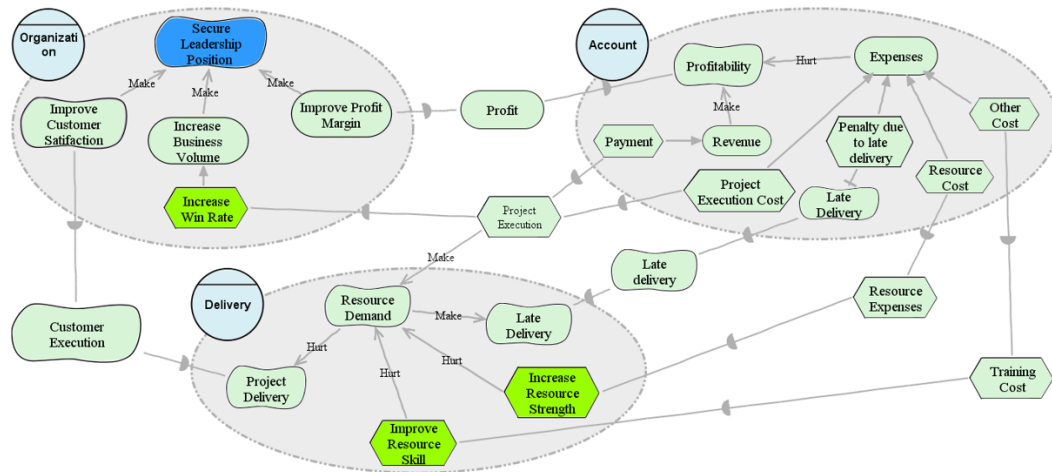 Organizati
on
Secure
Leadership
Position
Make
Make
Make
Improve
Customer
Satifaction
Increase
Business
Volume
Improve Profit
Margin
Increase
Win Rate
Profit
Account
Profitability
Hurt
Expenses
Make
Revenue
Payment
Other
Cost
Penalty due
to late
delivery
Resource
Cost
Project
Execution Cost
Late
Delivery
Project
Execution
Make
Late
delivery
Resource
Expenses
Training
Cost
Customer
Execution
Delivery
Resource
Demand
Make
Late
Delivery
Hurt
Hurt
Hurt
Project
Delivery
Increase
Resource
Strength
Improve
Resource
Skill